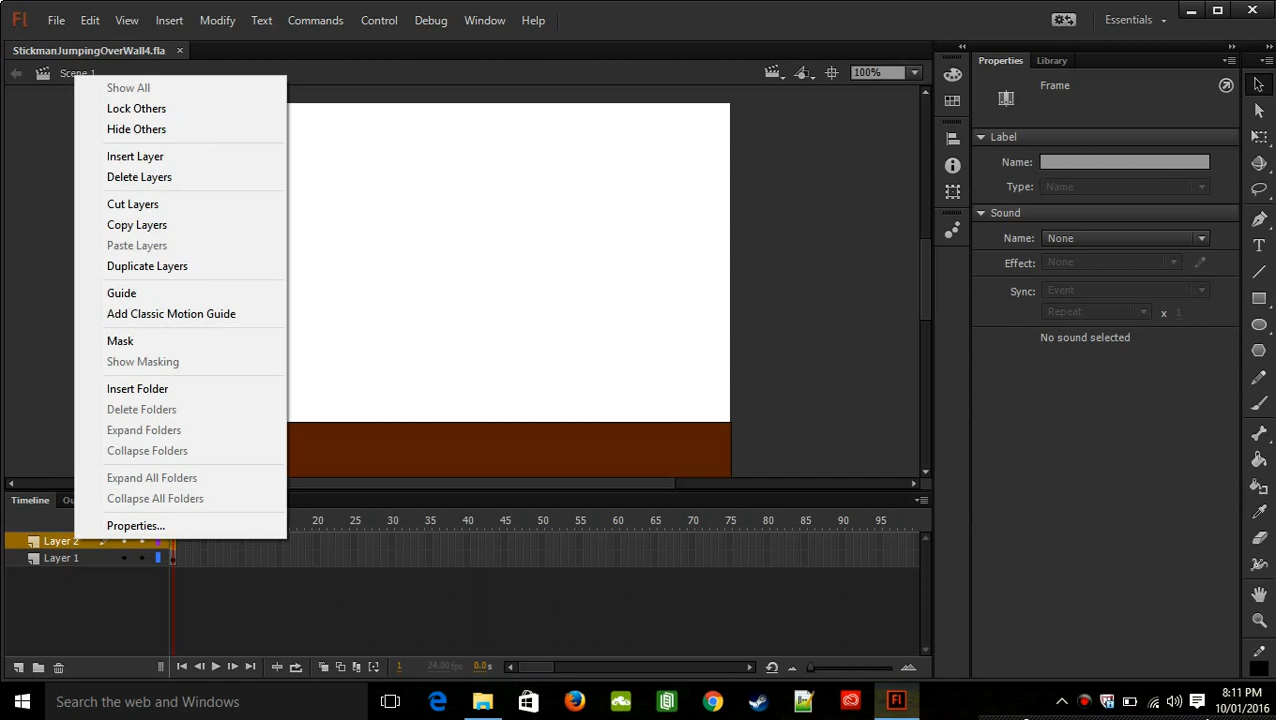 Fl File Edit View Insert Modify Text Commands Control Debug Window Help Essentials
StickmanJumpingOverWall4.fla ×
Scene 1 100%
Show All
Lock Others
Hide Others
Insert Layer
Delete Layers
Cut Layers
Copy Layers
Paste Layers
Duplicate Layers
Guide
Add Classic Motion Guide
Mask
Show Masking
Insert Folder
Delete Folders
Expand Folders
Collapse Folders
Expand All Folders
Collapse All Folders
Properties...
Properties Library
Frame
Label
Name:
Type: Name
Sound
Name: None
Effect: None
Sync: Event
Repeat x 1
No sound selected
Timeline Ou
20 25 30 35 40 45 50 55 60 65 70 75 80 85 90 95
Layer 2
Layer 1
1 24.00 fps 0.0 s
Search the web and Windows
Fl
8:11 PM
10/01/2016